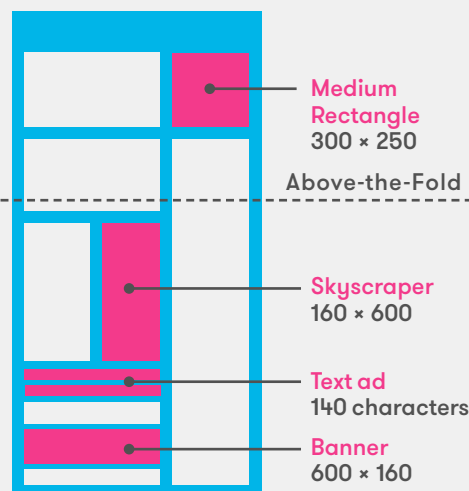 Medium
Rectangle
300 × 250
Above-the-Fold
Skyscraper
160 × 600
Text ad
140 characters
Banner
600 × 160